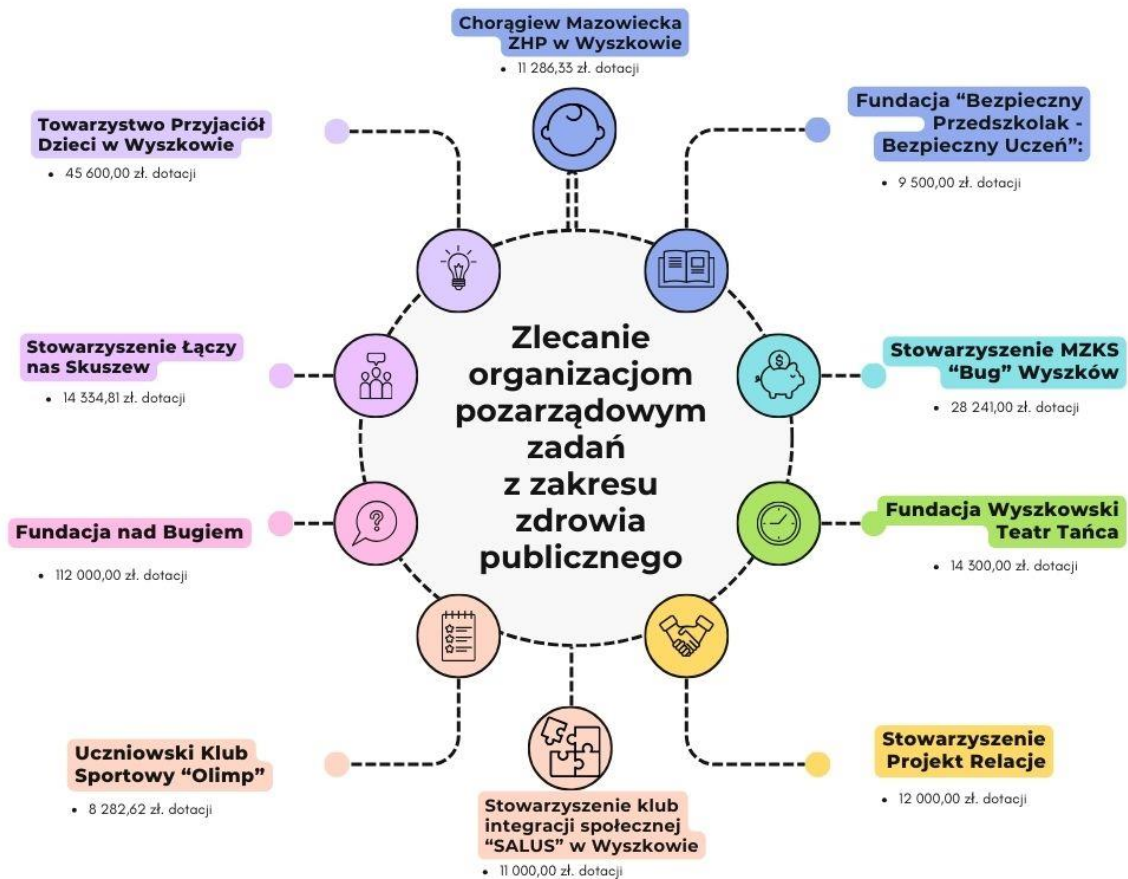 Chorągiew Mazowiecka
ZHP w Wyszkowie
• 11 286,33 zł. dotacji
Towarzystwo Przyjaciół
Dzieci w Wyszkowie
• 45 600,00 zł. dotacji
Fundacja “Bezpieczny
Przedszkolak -
Bezpieczny Uczeń”:
• 9 500,00 zł. dotacji
Stowarzyszenie Łączy
nas Skuszew
• 14 334,81 zł. dotacji
Zlecanie
organizacjom
pozarządowym
zadań
z zakresu
zdrowia
publicznego
Stowarzyszenie MZKS
“Bug” Wyszków
• 28 241,00 zł. dotacji
Fundacja nad Bugiem
• 112 000,00 zł. dotacji
Fundacja Wyszkowski
Teatr Tańca
• 14 300,00 zł. dotacji
Uczniowski Klub
Sportowy “Olimp”
• 8 282,62 zł. dotacji
Stowarzyszenie klub
integracji społecznej
“SALUS” w Wyszkowie
• 11 000,00 zł. dotacji
Stowarzyszenie
Projekt Relacje
• 12 000,00 zł. dotacji